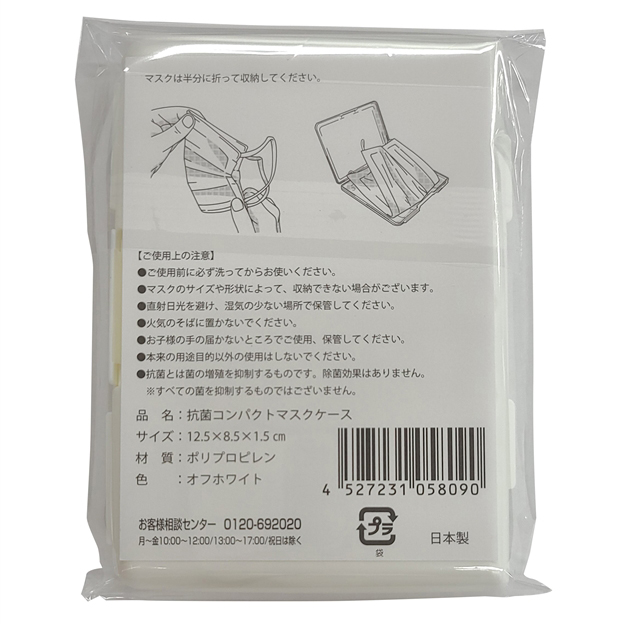 マスクは半分に折って収納してください。
【ご使用上の注意】
●ご使用前に必ず洗ってからお使いください。
●マスクのサイズや形状によって、収納できない場合がございます。
●直射日光を避け、湿気の少ない場所で保管してください。
●火気のそばに置かないでください。
●お子様の手の届かないところでご使用、保管してください。
●本来の用途目的以外の使用はしないでください。
●抗菌とは菌の増殖を抑制するものです。除菌効果はありません。
※すべての菌を抑制するものではございません。
品 名：抗菌コンパクトマスクケース
サイズ：12.5×8.5×1.5㎝
材 質：ポリプロピレン
色 ：オフホワイト
4 527231 058090
お客様相談センター 0120-692020
月～金10:00～12:00/13:00～17:00/祝日は除く
プラ
袋
日本製